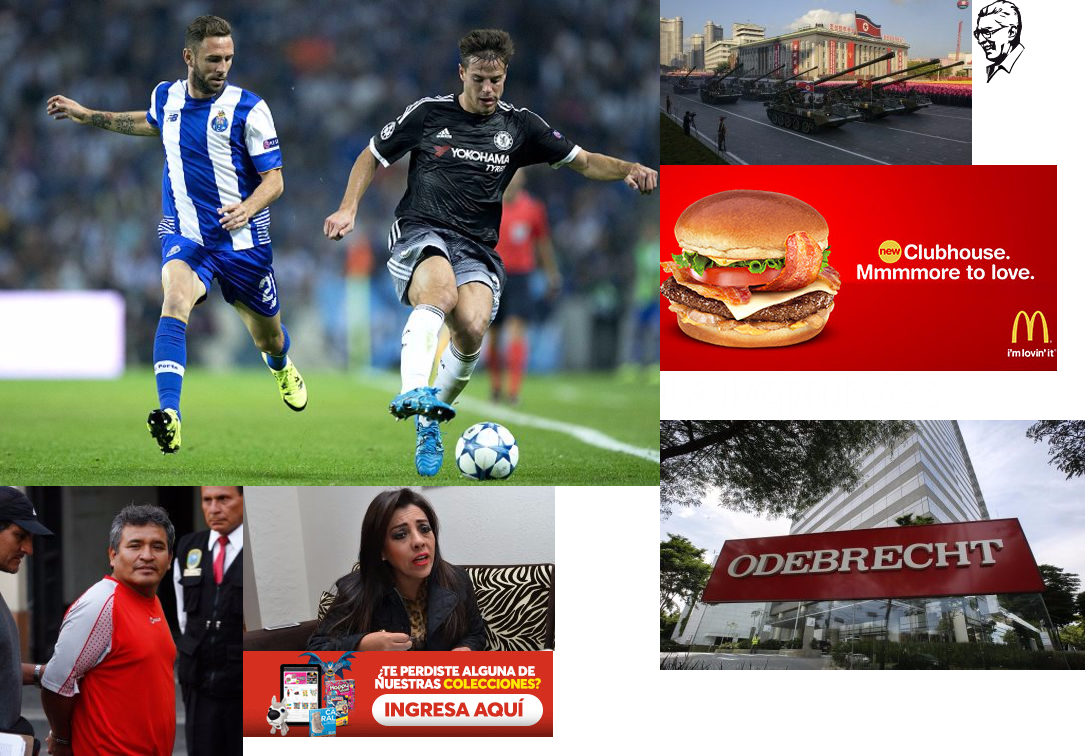 NB
21
Porto
YOKOHAMA
TYRES
new Clubhouse.
Mmmmore to love.
M
i'm lovin' it
ODEBRECHT
¿TE PERDISTE ALGUNA DE
NUESTRAS COLECCIONES?
INGRESA AQUÍ